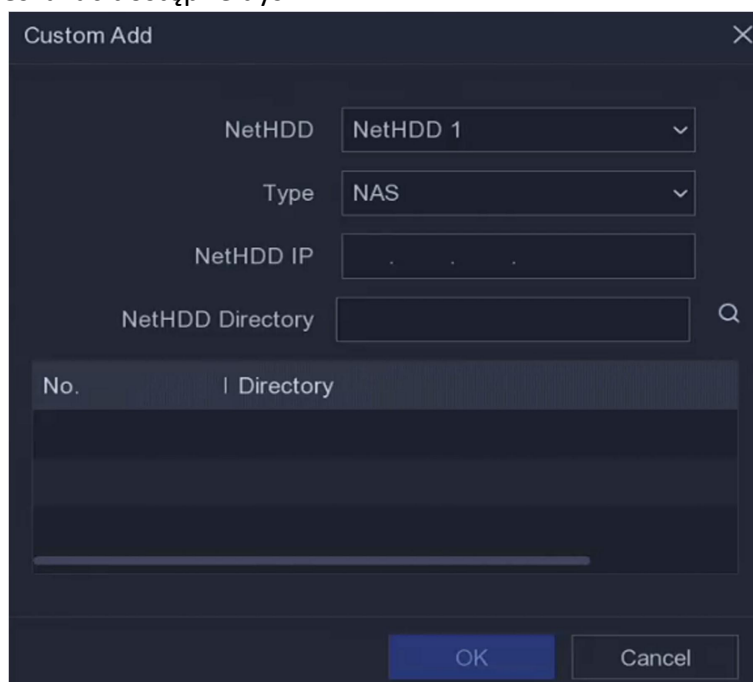 Custom Add
NetHDD NetHDD 1
Type NAS
NetHDD IP . . .
NetHDD Directory
No. | Directory
OK Cancel